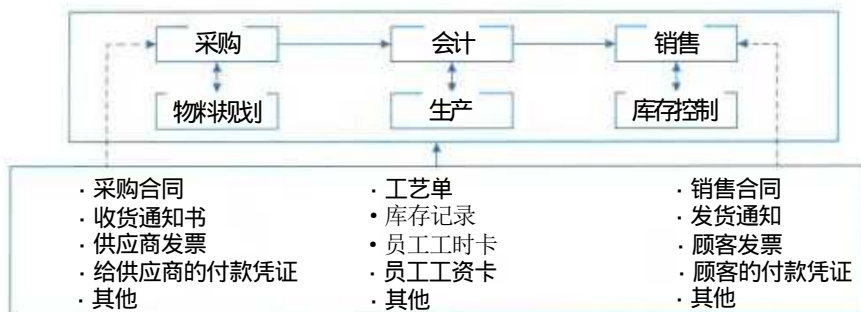 采购 会计 销售
物料规划 生产 库存控制
· 采购合同
· 收货通知书
· 供应商发票
· 给供应商的付款凭证
· 其他
· 工艺单
• 库存记录
• 员工工时卡
· 员工工资卡
· 其他
· 销售合同
· 发货通知
· 顾客发票
· 顾客的付款凭证
· 其他